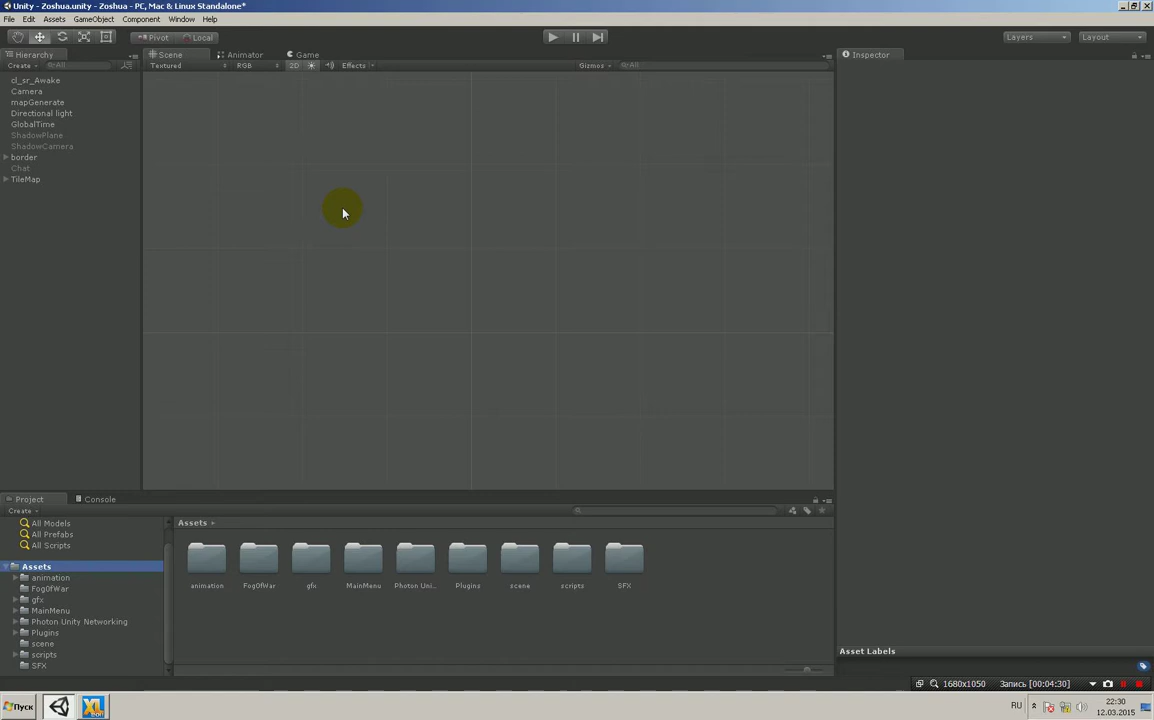 Unity - Zoshua.unity - Zoshua - PC, Mac & Linux Standalone*
File Edit Assets GameObject Component Window Help
Pivot Local Layers Layout
Hierarchy Scene Animator Game Inspector
Create All Textured RGB 2D Effects Gizmos All
cl_sr_Awake
Camera
mapGenerate
Directional light
GlobalTime
ShadowPlane
ShadowCamera
border
Chat
TileMap
Project Console
Create
All Models
All Prefabs
All Scripts
Assets
animation
FogOfWar
gfx
MainMenu
Photon Unity Networking
Plugins
scene
scripts
SFX
Assets
animation FogOfWar gfx MainMenu Photon Uni... Plugins scene scripts SFX
Asset Labels
1680x1050 Запись [00:04:30]
Пуск
RU
22:30
12.03.2015